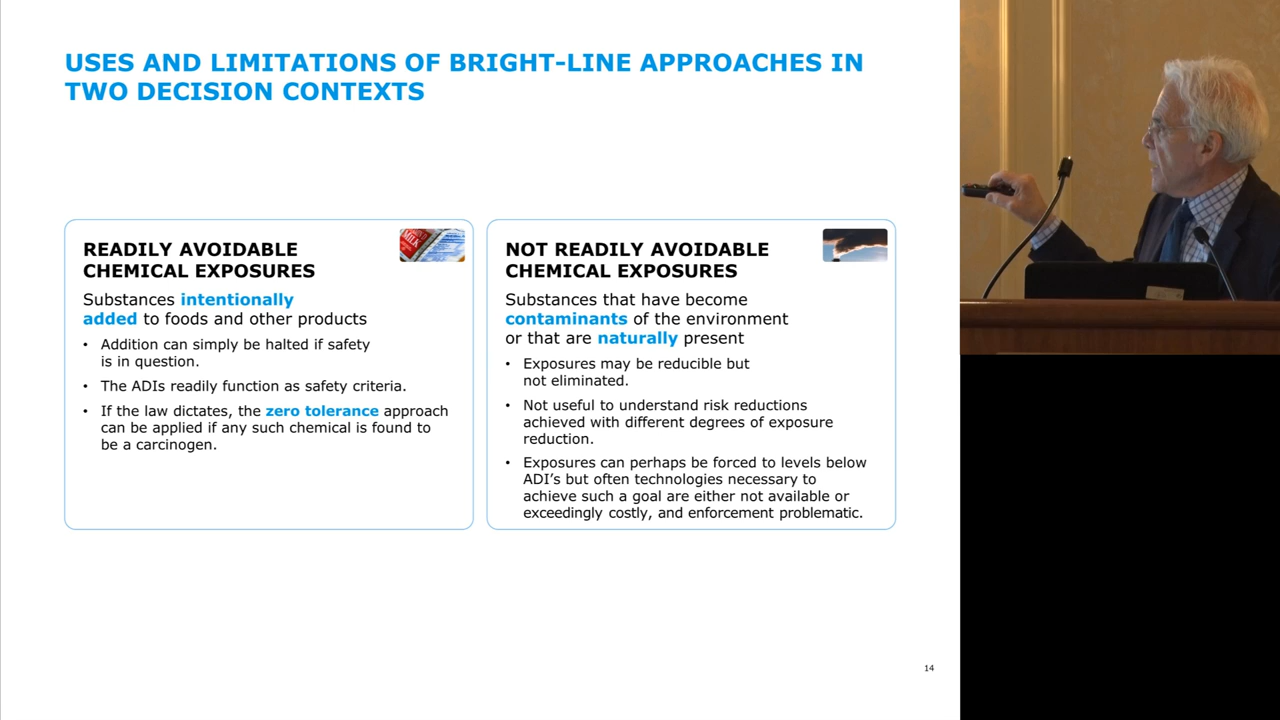 USES AND LIMITATIONS OF BRIGHT-LINE APPROACHES IN
TWO DECISION CONTEXTS
READILY AVOIDABLE
CHEMICAL EXPOSURES
MILK
Substances intentionally
added to foods and other products
• Addition can simply be halted if safety
is in question.
• The ADIs readily function as safety criteria.
• If the law dictates, the zero tolerance approach
can be applied if any such chemical is found to
be a carcinogen.
NOT READILY AVOIDABLE
CHEMICAL EXPOSURES
Substances that have become
contaminants of the environment
or that are naturally present
• Exposures may be reducible but
not eliminated.
• Not useful to understand risk reductions
achieved with different degrees of exposure
reduction.
• Exposures can perhaps be forced to levels below
ADI’s but often technologies necessary to
achieve such a goal are either not available or
exceedingly costly, and enforcement problematic.
14